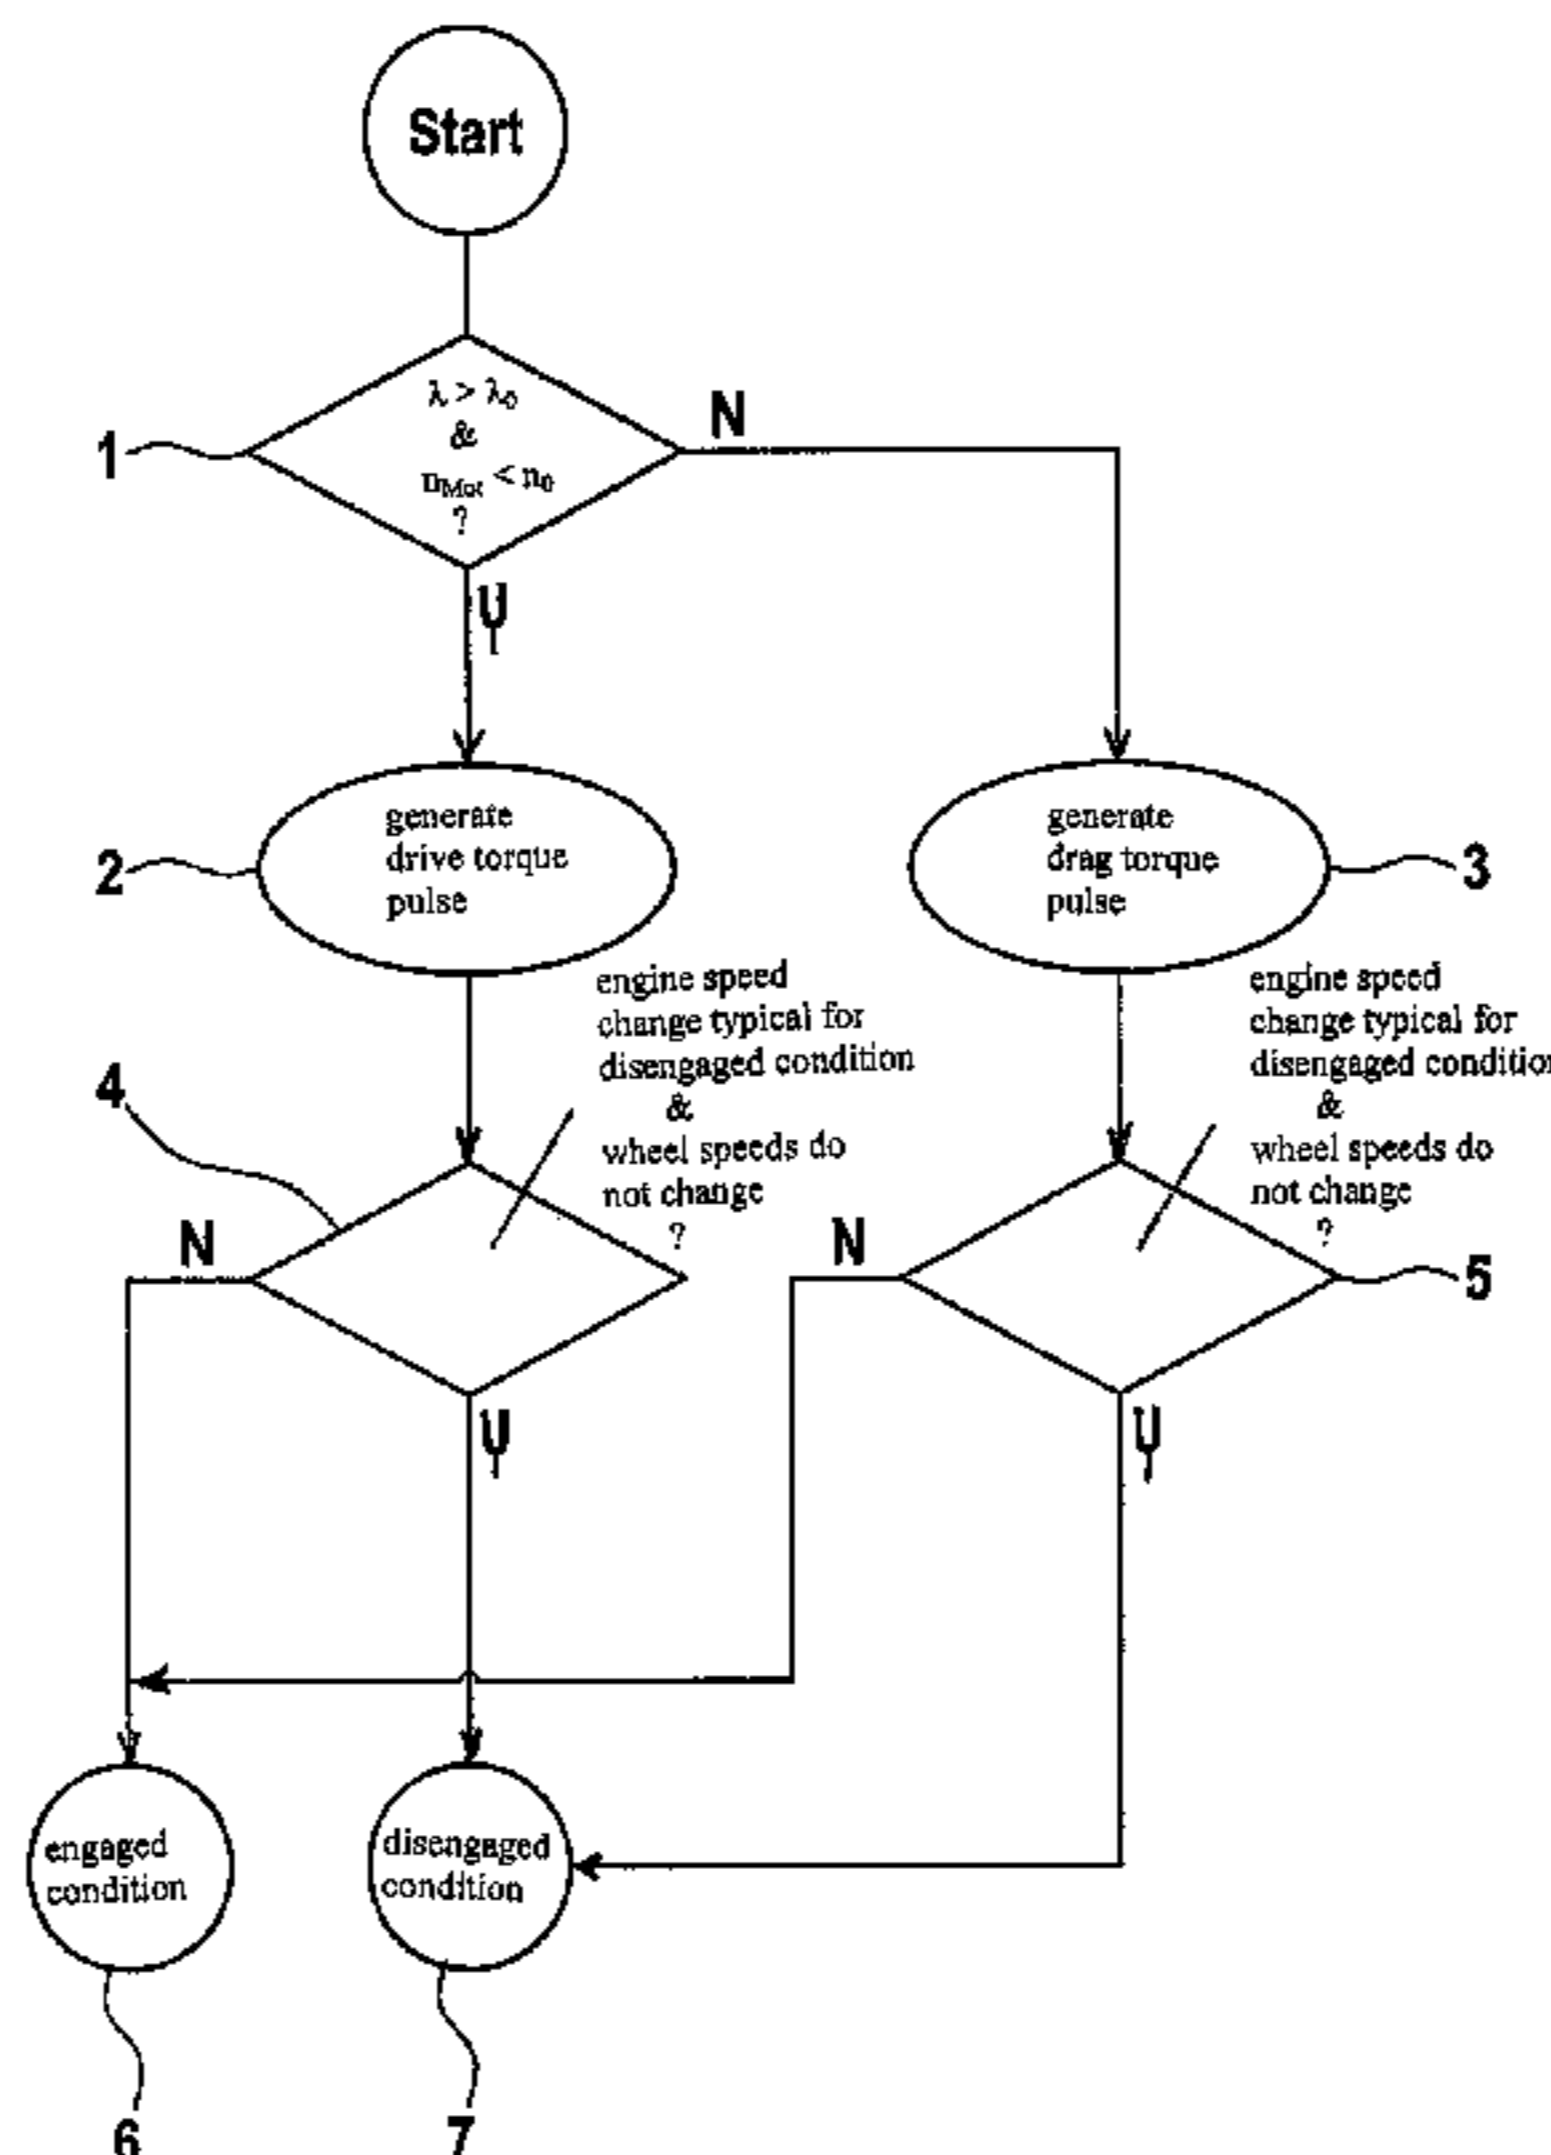 Start
λ > λ₀
&
n_Mot < n₀
?
N
1
Y
generate
drive torque
pulse
2
generate
drag torque
pulse
3
engine speed
change typical for
disengaged condition
&
wheel speeds do
not change
?
4
N
Y
engine speed
change typical for
disengaged condition
&
wheel speeds do
not change
?
N
5
Y
engaged
condition
disengaged
condition
6
7